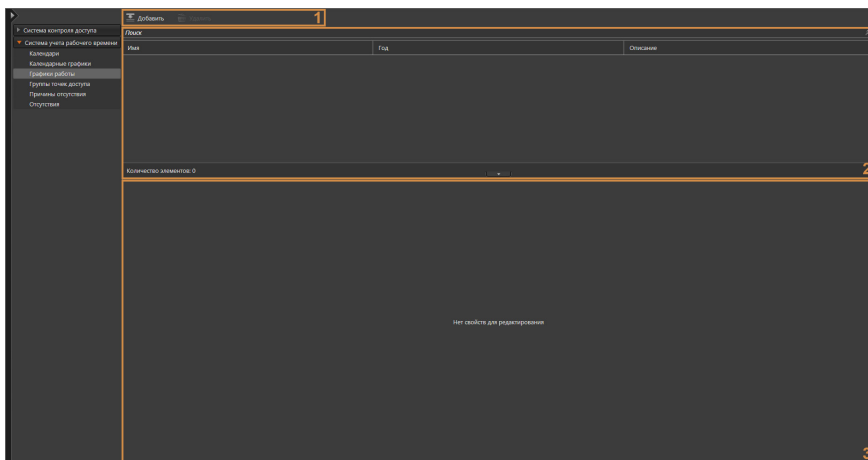 Добавить
Удалить
1
Система контроля доступа
Система учета рабочего времени
Календари
Календарные графики
Графики работы
Группы точек доступа
Причины отсутствия
Отсутствия
Поиск
Имя
Год
Описание
Количество элементов: 0
2
Нет свойств для редактирования
3